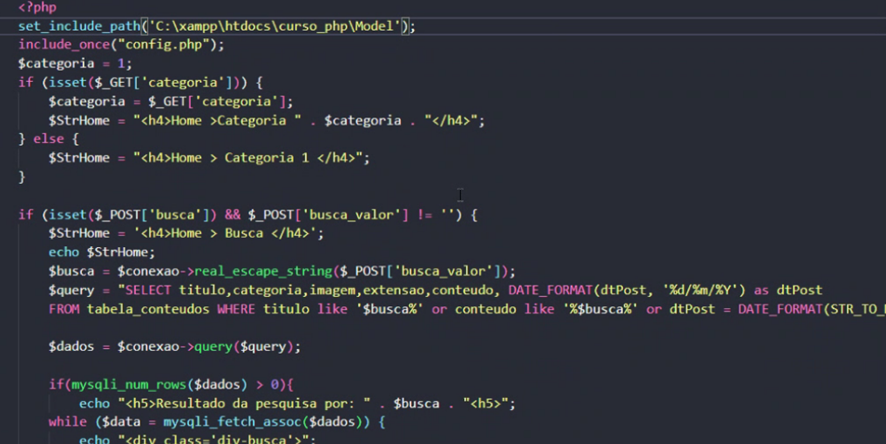 <?php
set_include_path('C:\xampp\htdocs\curso_php\Model');
include_once("config.php");
$categoria = 1;
if (isset($_GET['categoria'])) {
    $categoria = $_GET['categoria'];
    $StrHome = "<h4>Home >Categoria " . $categoria . "</h4>";
} else {
    $StrHome = "<h4>Home > Categoria 1 </h4>";
}
if (isset($_POST['busca']) && $_POST['busca_valor'] != '') {
    $StrHome = '<h4>Home > Busca </h4>';
    echo $StrHome;
    $busca = $conexao->real_escape_string($_POST['busca_valor']);
    $query = "SELECT titulo,categoria,imagem,extensao,conteudo, DATE_FORMAT(dtPost, '%d/%m/%Y') as dtPost
    FROM tabela_conteudos WHERE titulo like '$busca%' or conteudo like '%$busca%' or dtPost = DATE_FORMAT(STR_TO_
    $dados = $conexao->query($query);
    if(mysqli_num_rows($dados) > 0){
        echo "<h5>Resultado da pesquisa por: " . $busca . "<h5>";
    while ($data = mysqli_fetch_assoc($dados)) {
        echo "<div class='div-busca'>";